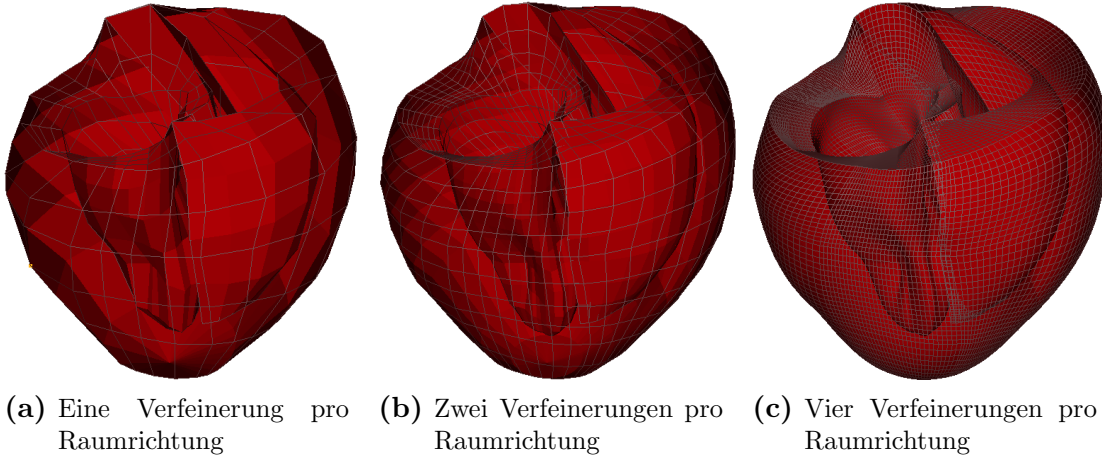 (a) Eine Verfeinerung pro
Raumrichtung
(b) Zwei Verfeinerungen pro
Raumrichtung
(c) Vier Verfeinerungen pro
Raumrichtung